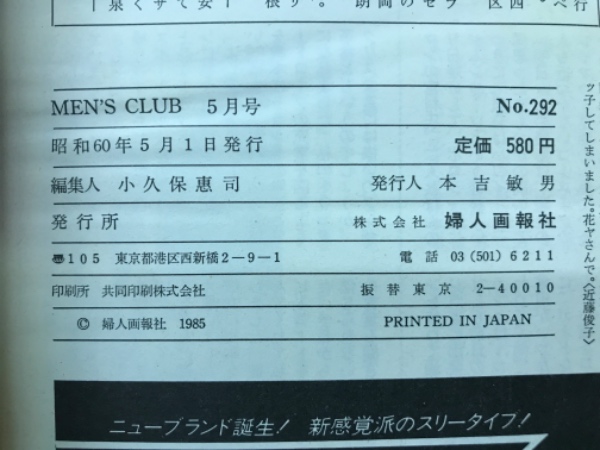 MEN'S CLUB 5月号 No.292
昭和60年5月1日発行 定価 580円
編集人 小久保恵司 発行人 本吉敏男
発行所 株式会社 婦人画報社
〠105 東京都港区西新橋2-9-1 電話 03(501)6211
印刷所 共同印刷株式会社 振替東京 2-40010
© 婦人画報社 1985 PRINTED IN JAPAN
ッ子してしまいました。花ヤさんで。〈近藤俊子〉
ニューブランド誕生! 新感覚派のスリータイプ!